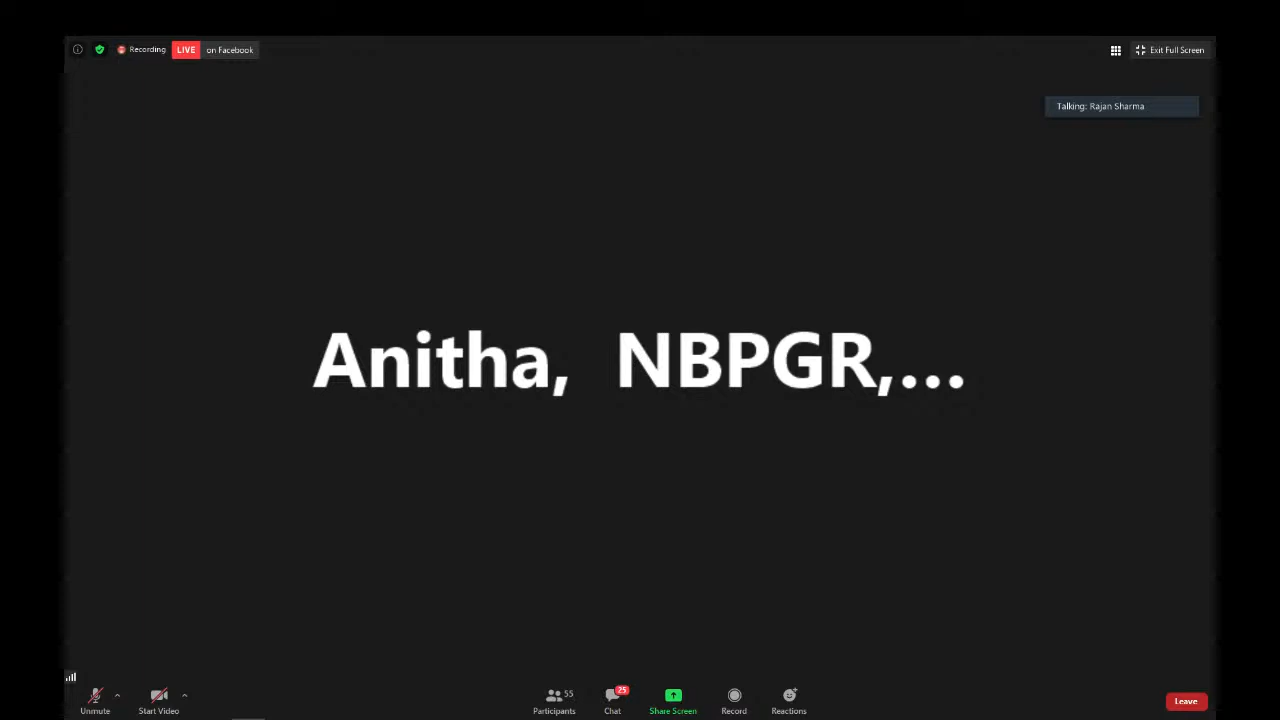 Recording LIVE on Facebook Exit Full Screen
Talking: Rajan Sharma
Anitha, NBPGR,...
55 25
Unmute Start Video Participants Chat Share Screen Record Reactions Leave